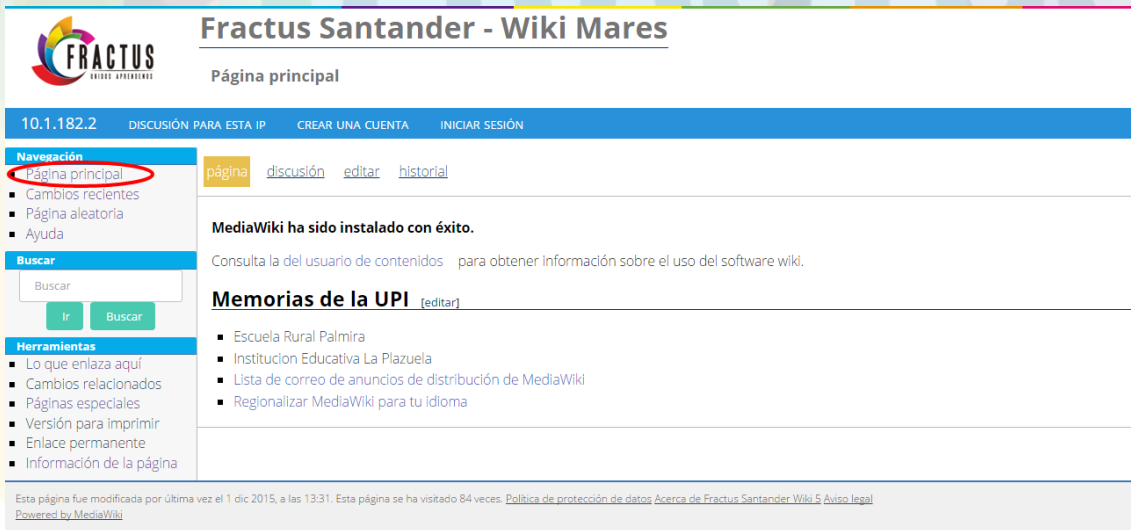 FRACTUS
UNIDOS APRENDEMOS
Fractus Santander - Wiki Mares
Página principal
10.1.182.2 DISCUSIÓN PARA ESTA IP CREAR UNA CUENTA INICIAR SESIÓN
Navegación
Página principal
Cambios recientes
Página aleatoria
Ayuda
Buscar
Buscar
Ir Buscar
Herramientas
Lo que enlaza aquí
Cambios relacionados
Páginas especiales
Versión para imprimir
Enlace permanente
Información de la página
página discusión editar historial
MediaWiki ha sido instalado con éxito.
Consulta la del usuario de contenidos para obtener información sobre el uso del software wiki.
Memorias de la UPI [editar]
Escuela Rural Palmira
Institucion Educativa La Plazuela
Lista de correo de anuncios de distribución de MediaWiki
Regionalizar MediaWiki para tu idioma
Esta página fue modificada por última vez el 1 dic 2015, a las 13:31. Esta página se ha visitado 84 veces. Política de protección de datos Acerca de Fractus Santander Wiki 5 Aviso legal
Powered by MediaWiki